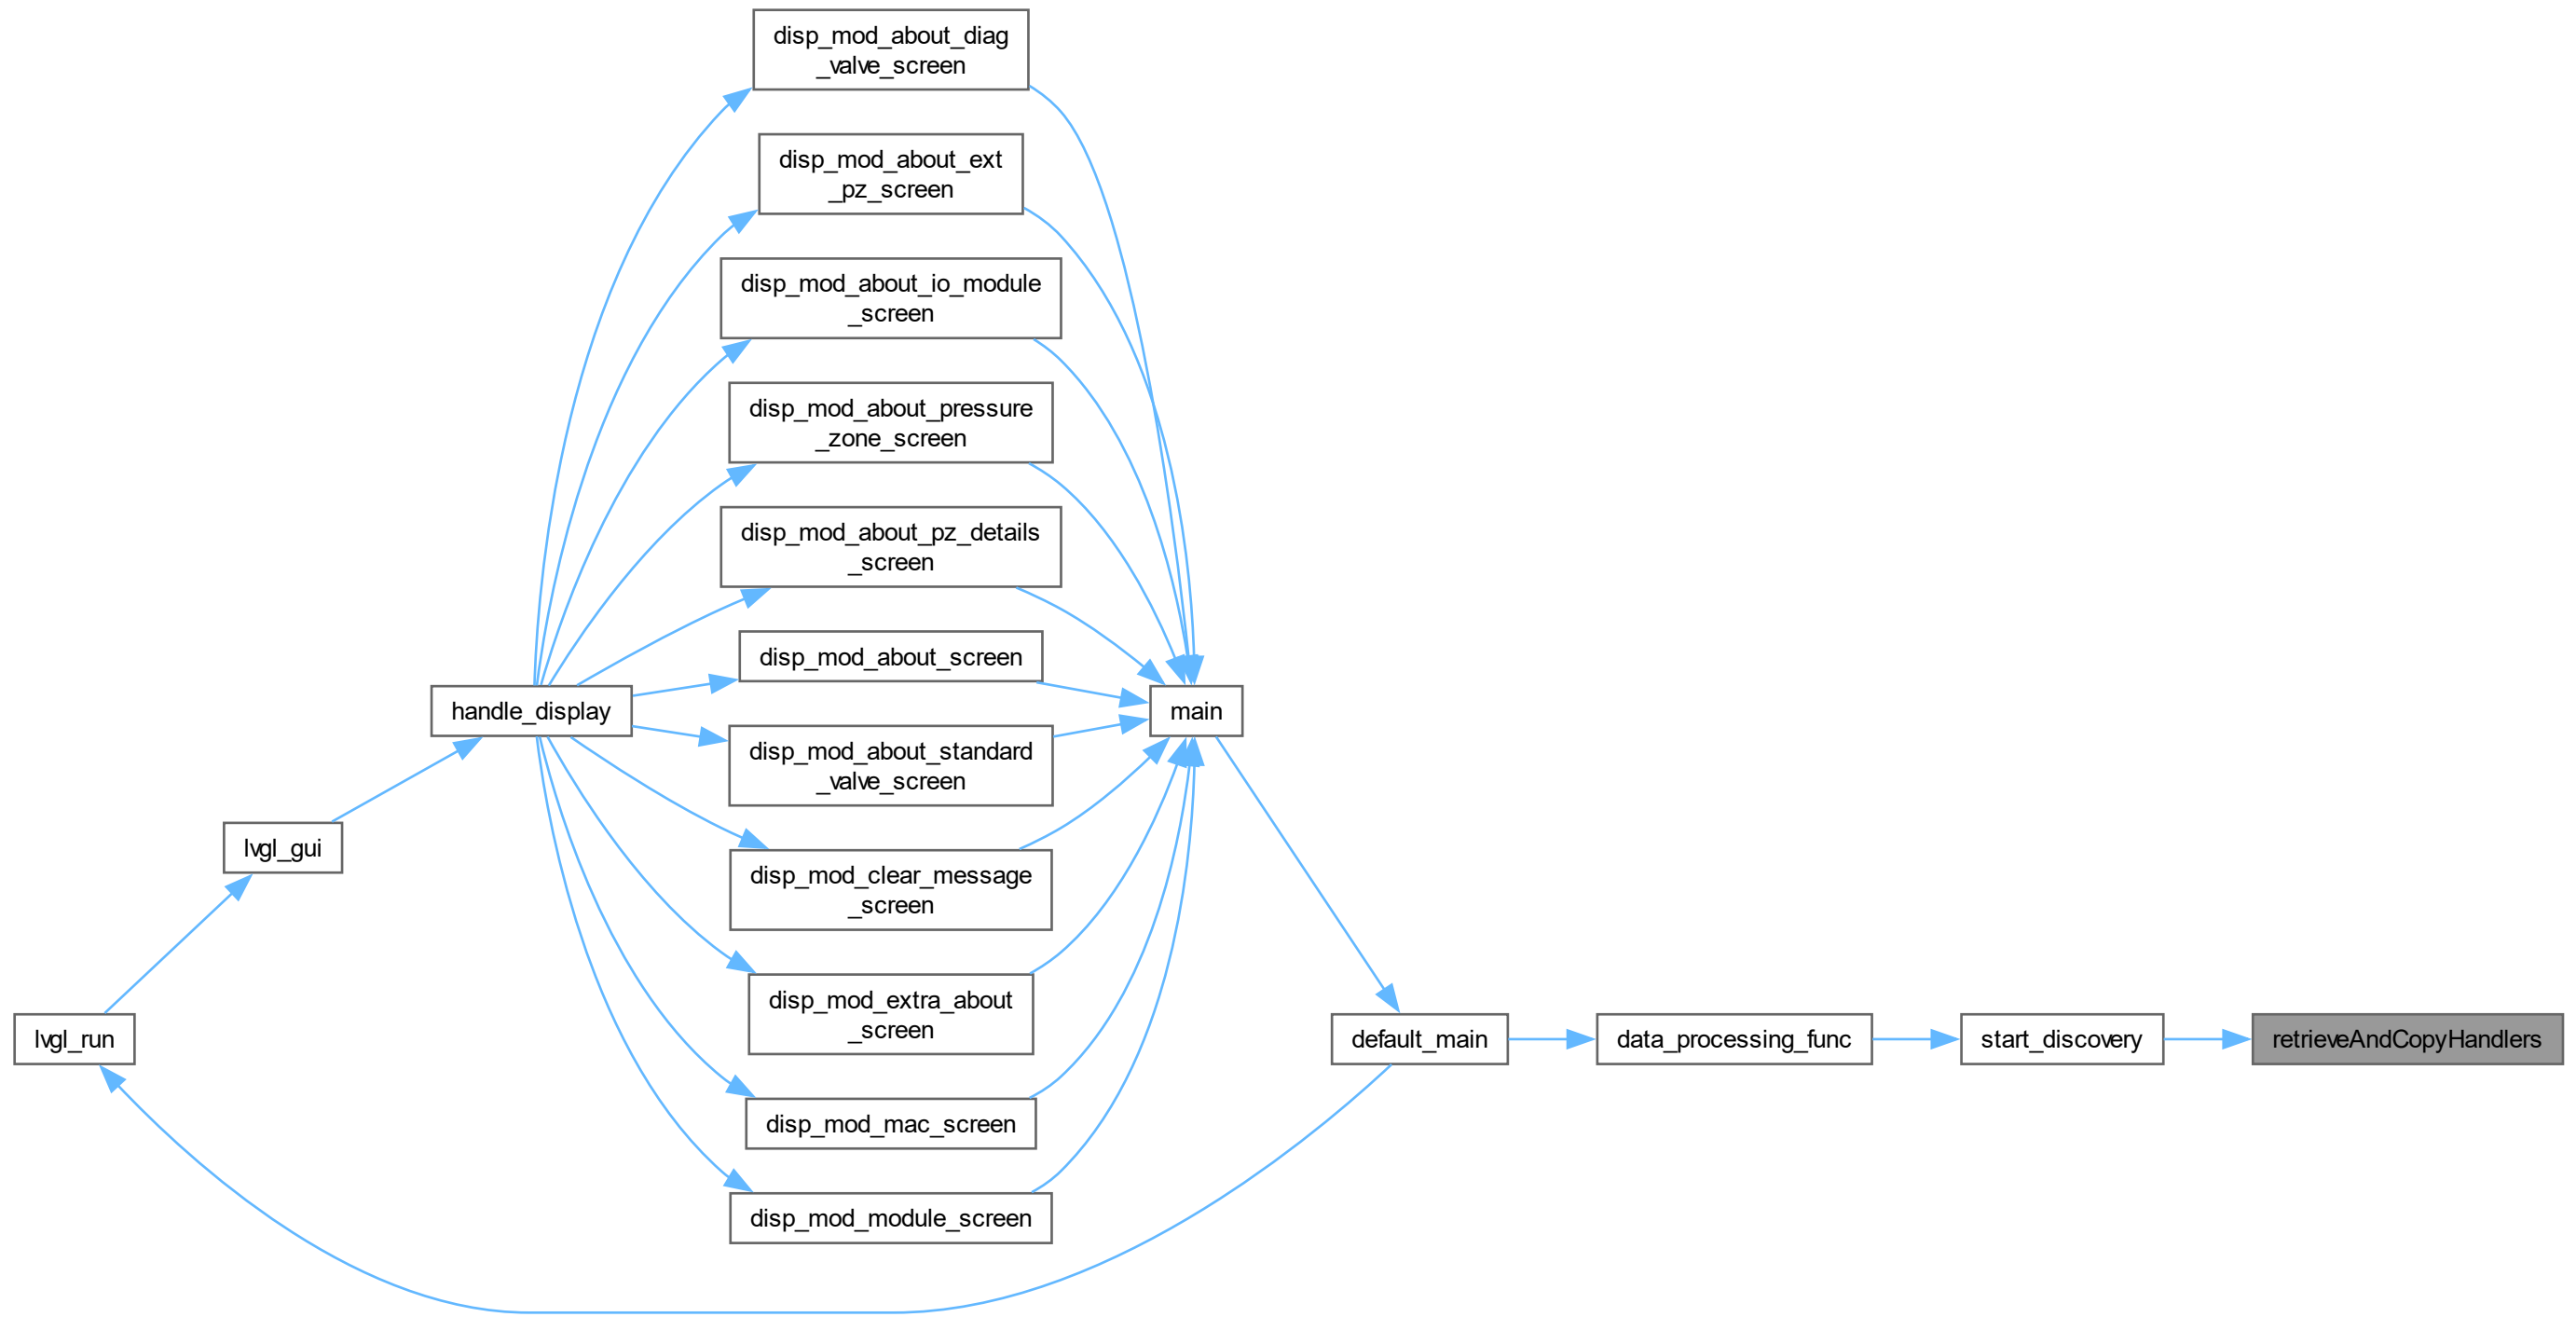 disp_mod_about_diag
_valve_screen
disp_mod_about_ext
_pz_screen
disp_mod_about_io_module
_screen
disp_mod_about_pressure
_zone_screen
disp_mod_about_pz_details
_screen
disp_mod_about_screen
handle_display
main
disp_mod_about_standard
_valve_screen
lvgl_gui
disp_mod_clear_message
_screen
disp_mod_extra_about
_screen
lvgl_run
default_main
data_processing_func
start_discovery
retrieveAndCopyHandlers
disp_mod_mac_screen
disp_mod_module_screen